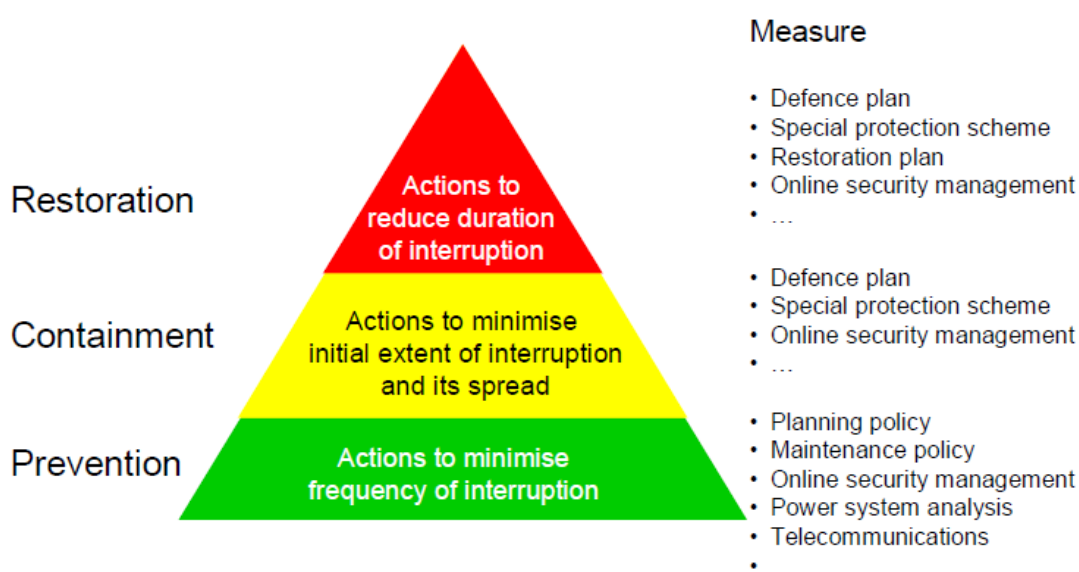 Measure
Restoration
Actions to
reduce duration
of interruption
• Defence plan
• Special protection scheme
• Restoration plan
• Online security management
• …
Containment
Actions to minimise
initial extent of interruption
and its spread
• Defence plan
• Special protection scheme
• Online security management
• …
Prevention
Actions to minimise
frequency of interruption
• Planning policy
• Maintenance policy
• Online security management
• Power system analysis
• Telecommunications
•